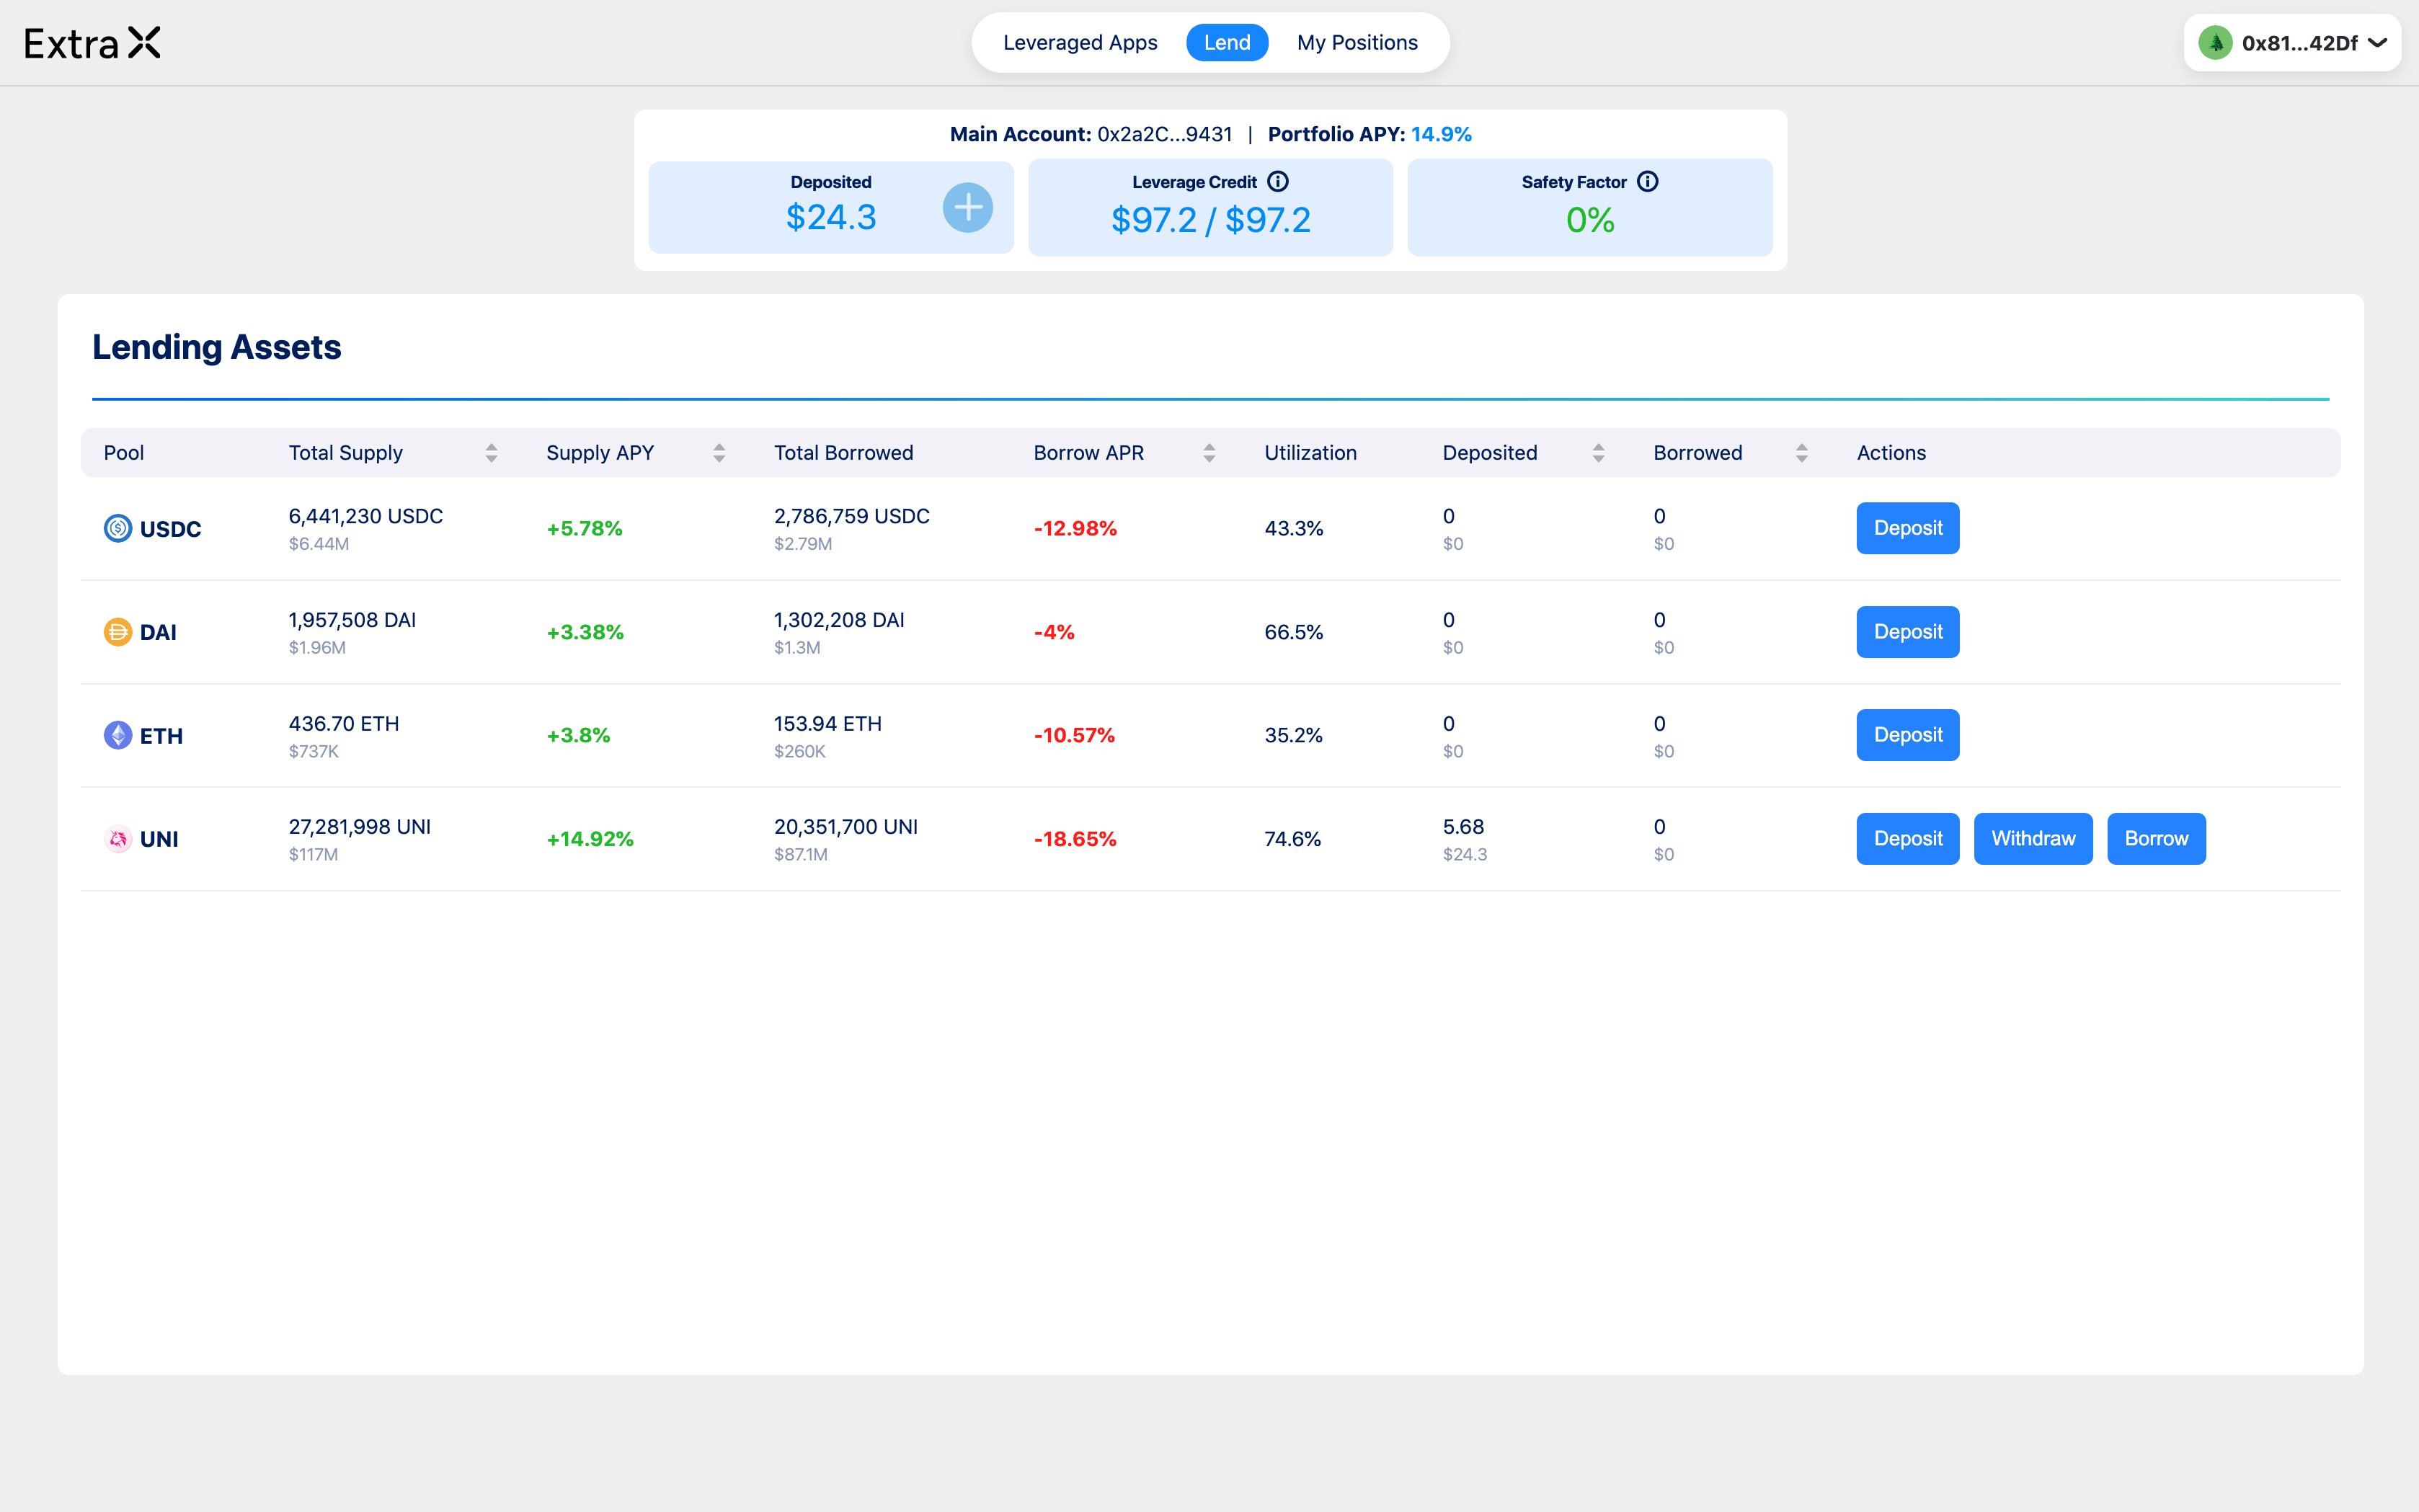 Extra X
Leveraged Apps Lend My Positions
0x81...42Df
Main Account: 0x2a2C...9431 | Portfolio APY: 14.9%
Deposited Leverage Credit Safety Factor
$24.3 $97.2 / $97.2 0%
Lending Assets
Pool Total Supply Supply APY Total Borrowed Borrow APR Utilization Deposited Borrowed Actions
USDC 6,441,230 USDC +5.78% 2,786,759 USDC -12.98% 43.3% 0 0 Deposit
$6.44M $2.79M $0 $0
DAI 1,957,508 DAI +3.38% 1,302,208 DAI -4% 66.5% 0 0 Deposit
$1.96M $1.3M $0 $0
ETH 436.70 ETH +3.8% 153.94 ETH -10.57% 35.2% 0 0 Deposit
$737K $260K $0 $0
UNI 27,281,998 UNI +14.92% 20,351,700 UNI -18.65% 74.6% 5.68 0 Deposit Withdraw Borrow
$117M $87.1M $24.3 $0